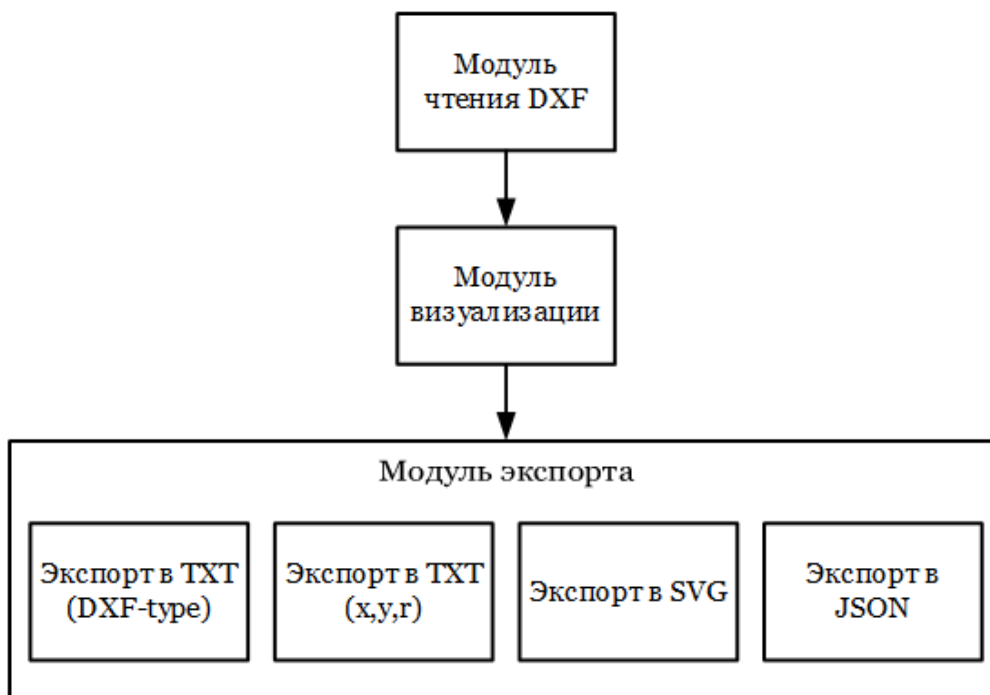 Модуль
чтения DXF
Модуль
визуализации
Модуль экспорта
Экспорт в TXT
(DXF-type)
Экспорт в TXT
(x,y,r)
Экспорт в SVG
Экспорт в
JSON